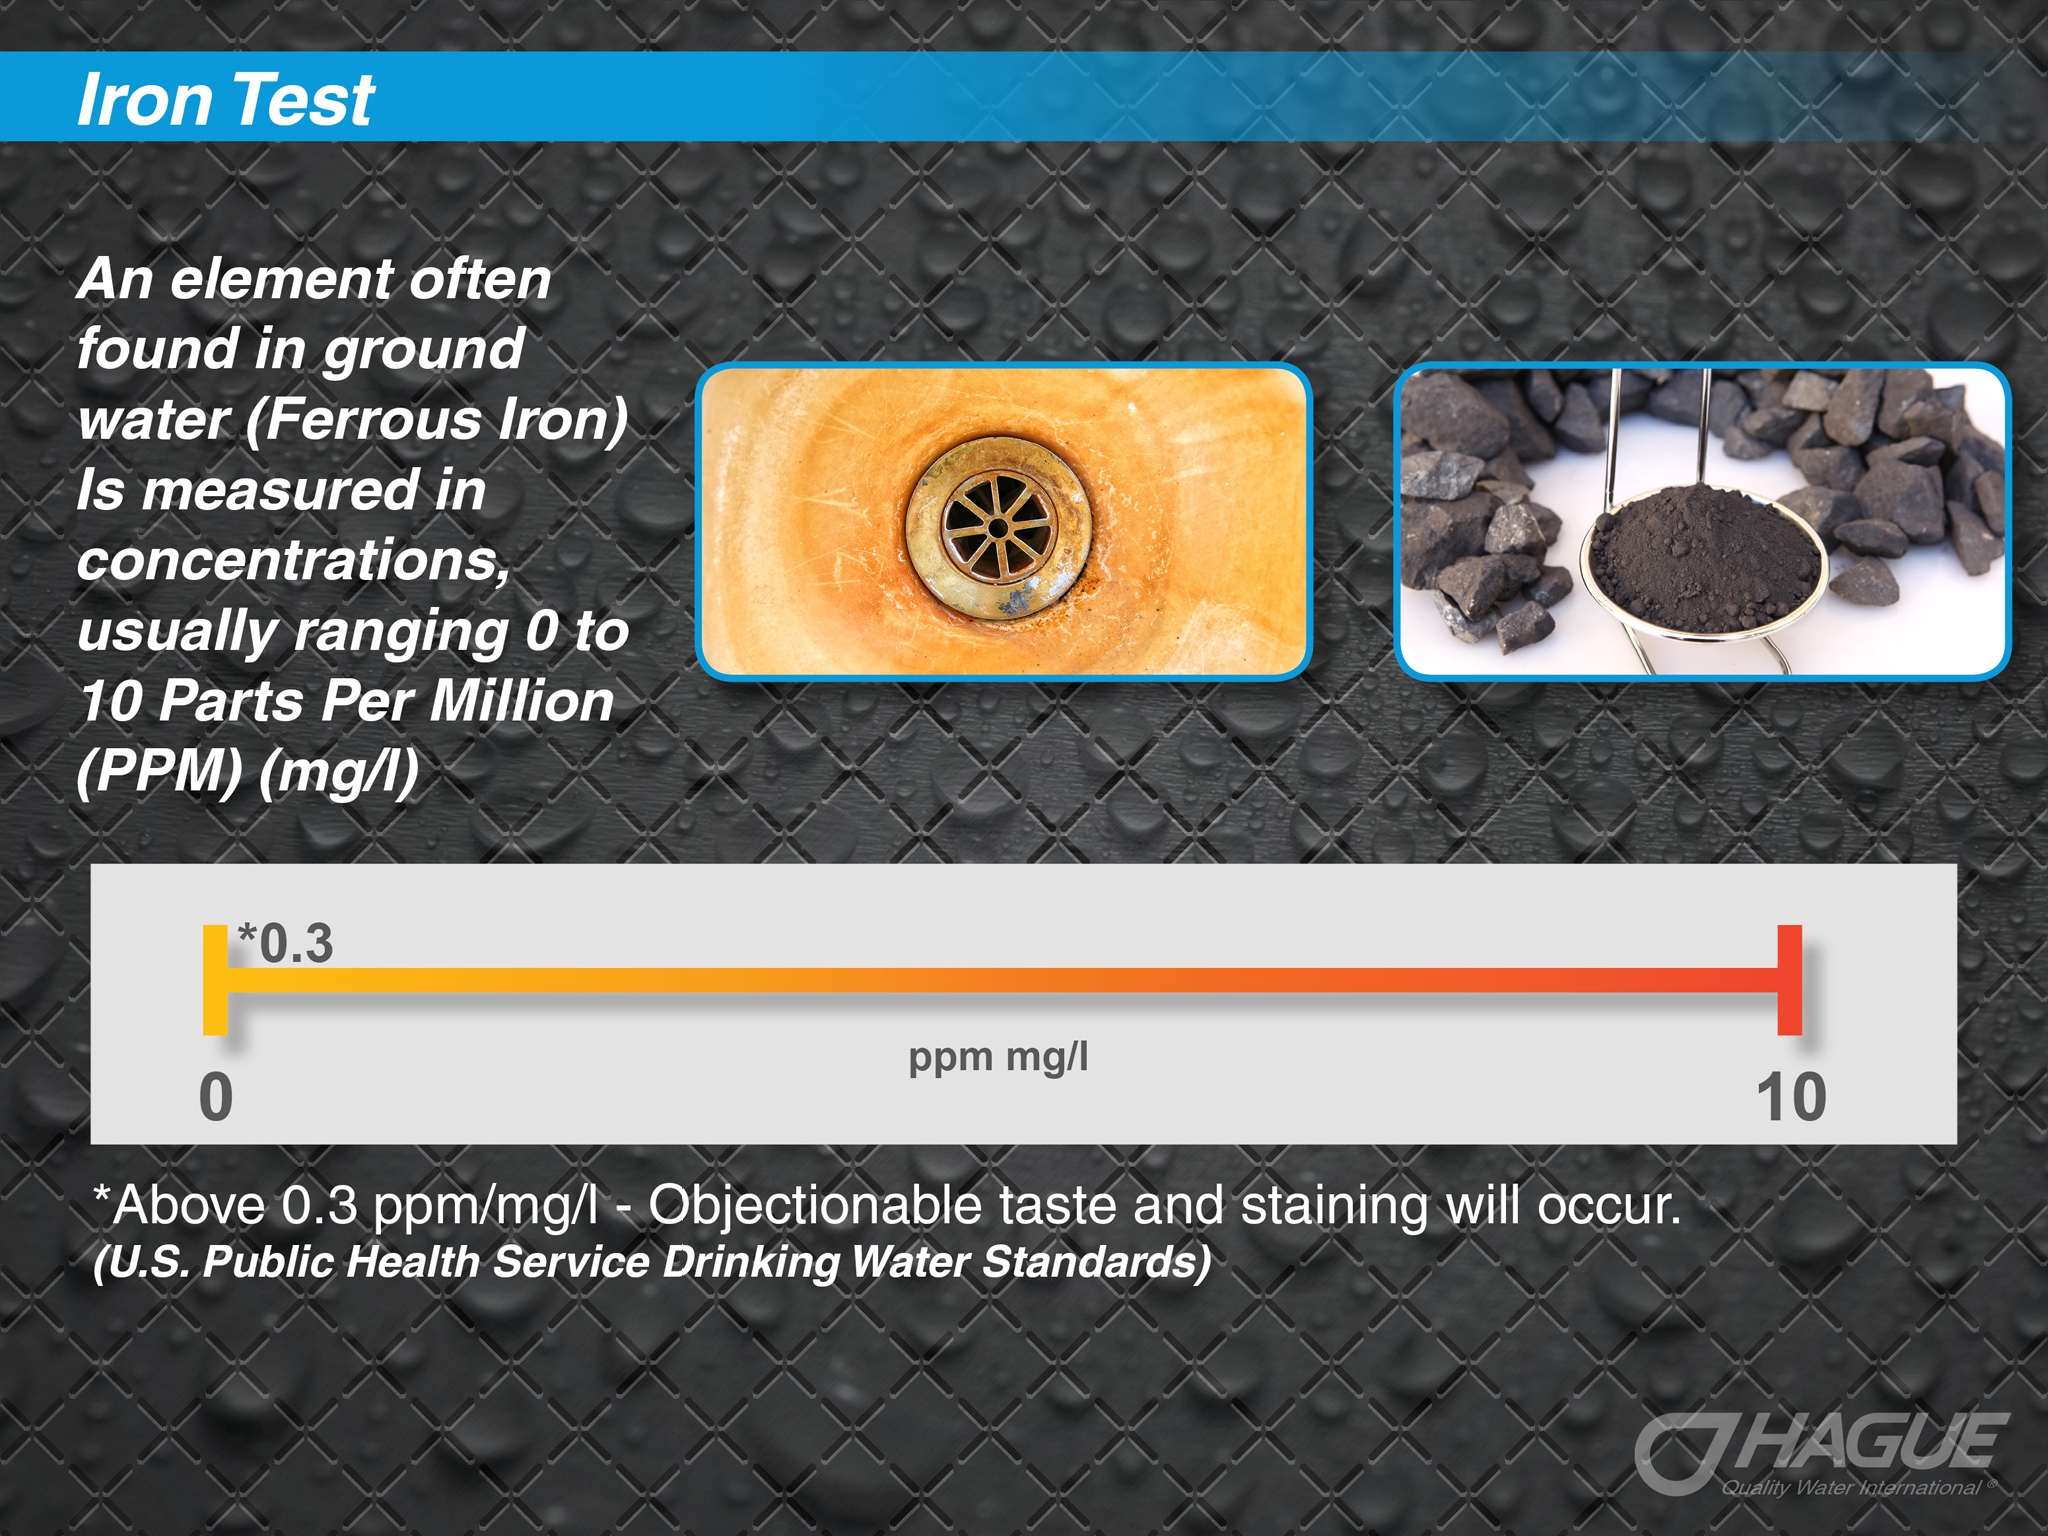 Iron Test
An element often
found in ground
water (Ferrous Iron)
Is measured in
concentrations,
usually ranging 0 to
10 Parts Per Million
(PPM) (mg/l)
*0.3
ppm mg/l
0
10
*Above 0.3 ppm/mg/l - Objectionable taste and staining will occur.
(U.S. Public Health Service Drinking Water Standards)
HAGUE
Quality Water International®